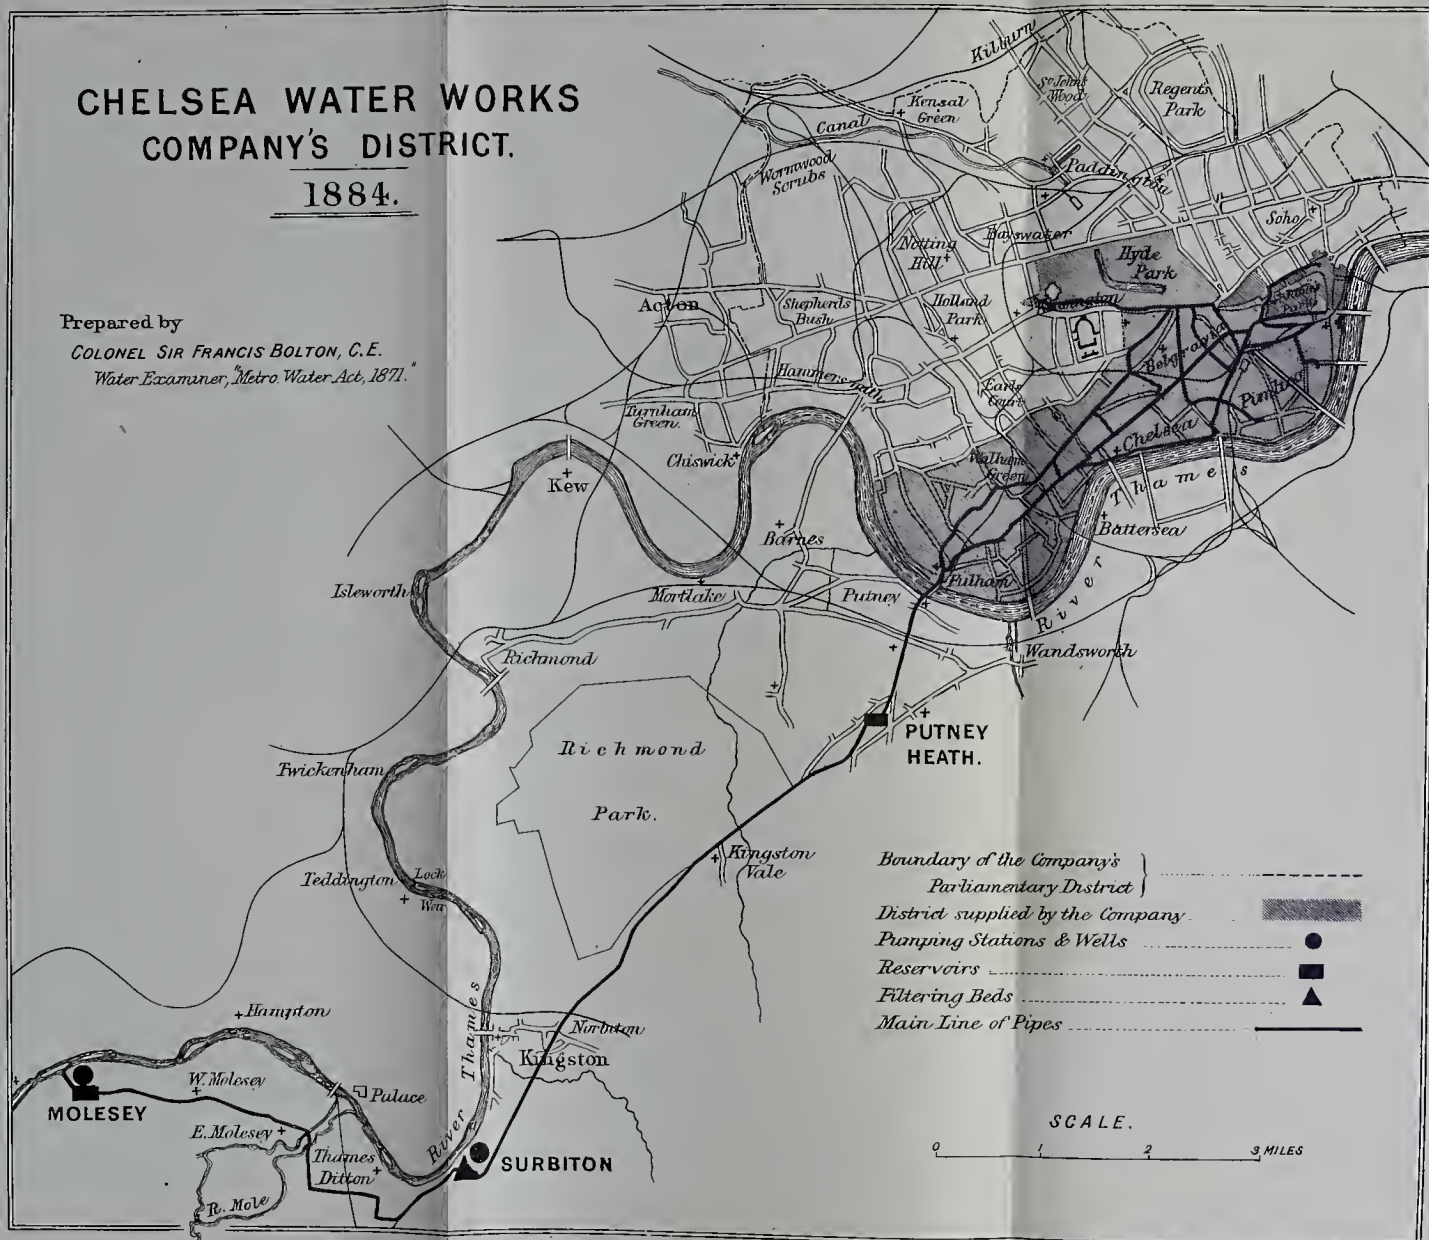 CHELSEA WATER WORKS
COMPANY'S DISTRICT.
1884.
Prepared by
COLONEL SIR FRANCIS BOLTON, C.E.
Water Examiner, "Metro. Water Act, 1871."
Kilburn
St. John's
Wood
Regent's
Park
Kensal
Green
Canal
Wormwood
Scrubs
Paddington
Soho
Bayswater
Notting
Hill
Hyde
Park
Acton
Shepherds
Bush
Holland
Park
Kensington
Park
Belgravia
Hammersmith
Earls
Court
Pimlico
Turnham
Green.
Chelsea
Chiswick
Walham
Green
Kew
Thames
Battersea
Barnes
Isleworth
Mortlake
Putney
Fulham
River
Richmond
Wandsworth
PUTNEY
HEATH.
Richmond
Park.
Twickenham
Kingston
Vale
Teddington
Lock
Weir
Boundary of the Company's
Parliamentary District
District supplied by the Company
Pumping Stations & Wells
Reservoirs
Filtering Beds
Main Line of Pipes
Hampton
River Thames
Norbiton
Kingston
W. Molesey
Palace
MOLESEY
E. Molesey
Thames
Ditton
SURBITON
R. Mole
SCALE.
0 1 2 3 MILES